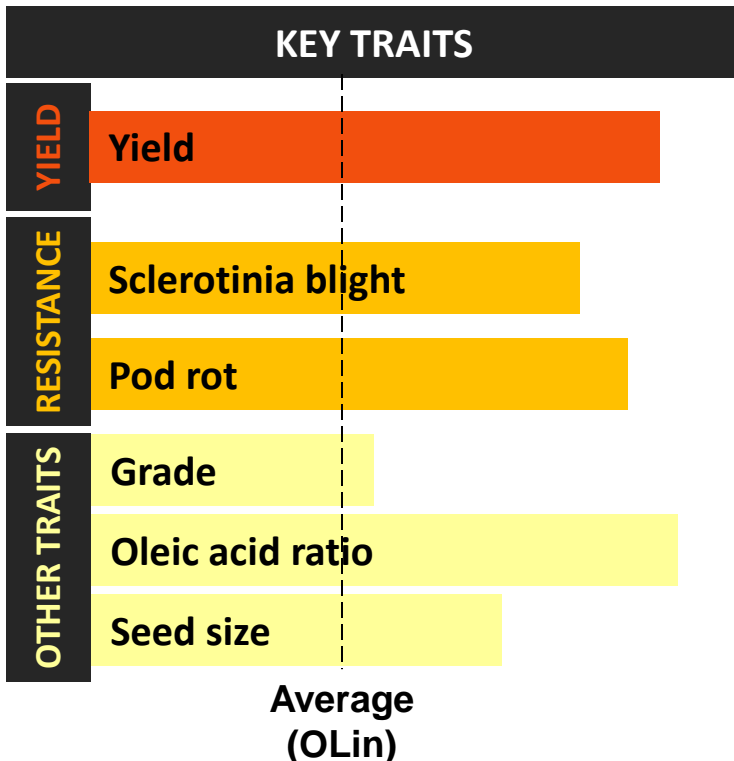 KEY TRAITS
YIELD
Yield
RESISTANCE
Sclerotinia blight
Pod rot
OTHER TRAITS
Grade
Oleic acid ratio
Seed size
Average
(OLin)